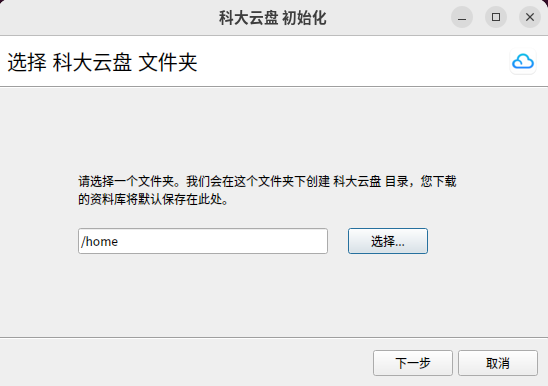 科大云盘 初始化
选择 科大云盘 文件夹
请选择一个文件夹。我们会在这个文件夹下创建 科大云盘 目录，您下载
的资料库将默认保存在此处。
/home
选择...
下一步
取消